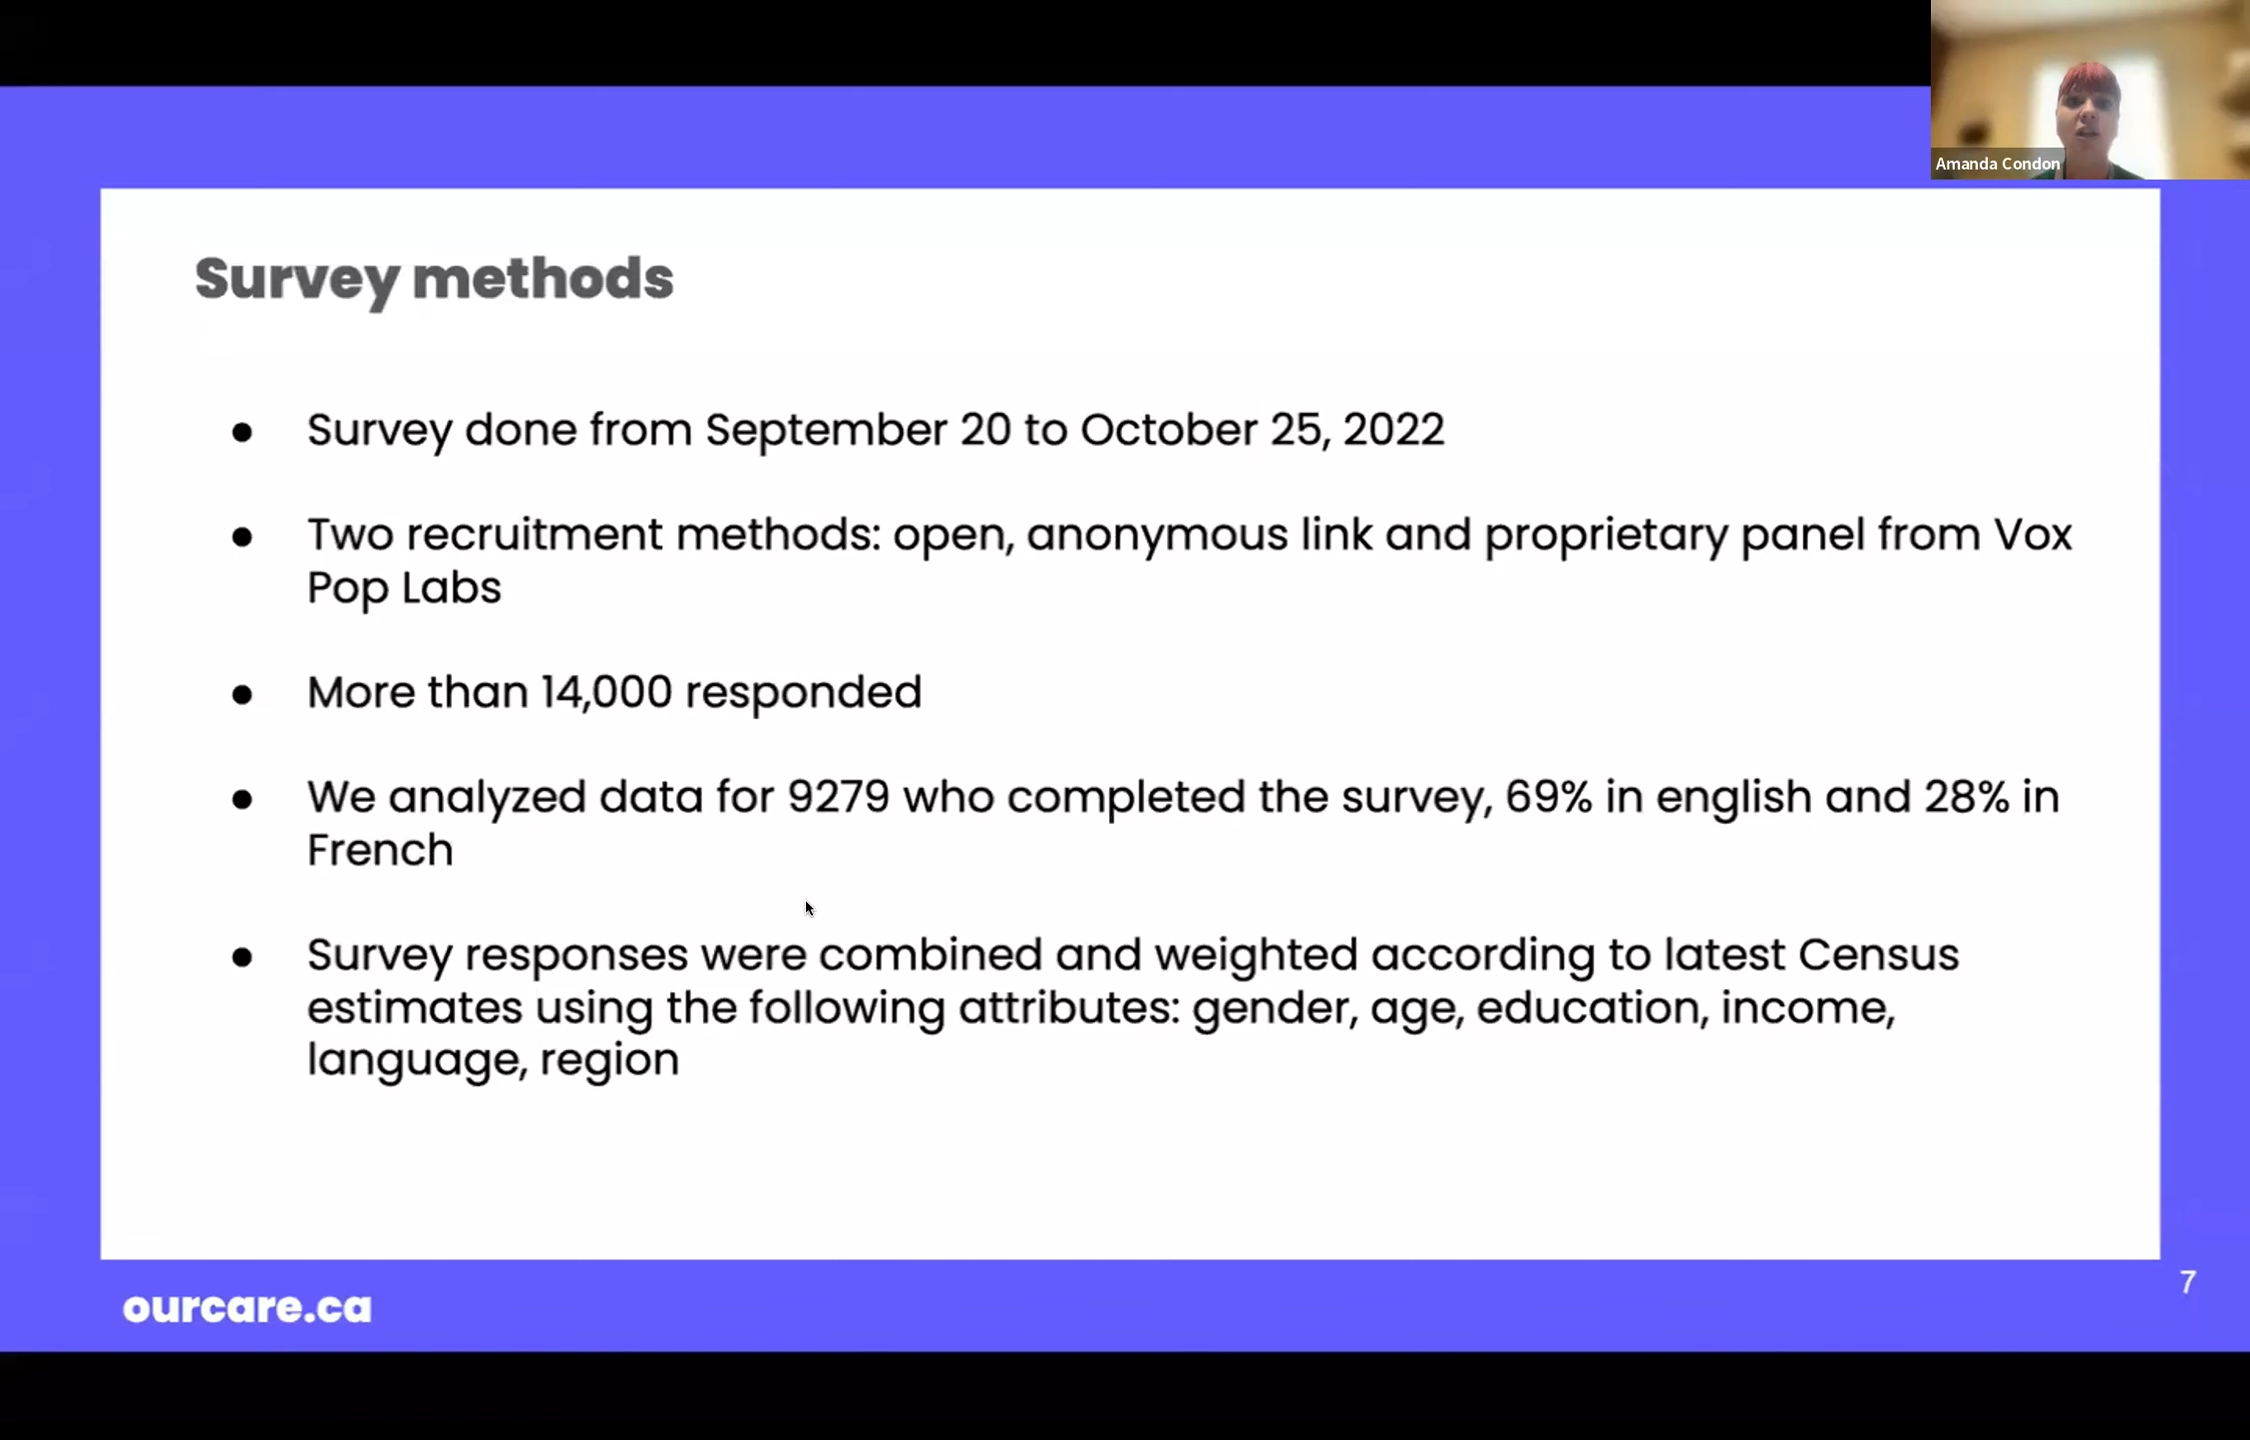 Amanda Condon
Survey methods
● Survey done from September 20 to October 25, 2022
● Two recruitment methods: open, anonymous link and proprietary panel from Vox
Pop Labs
● More than 14,000 responded
● We analyzed data for 9279 who completed the survey, 69% in english and 28% in
French
● Survey responses were combined and weighted according to latest Census
estimates using the following attributes: gender, age, education, income,
language, region
7
ourcare.ca